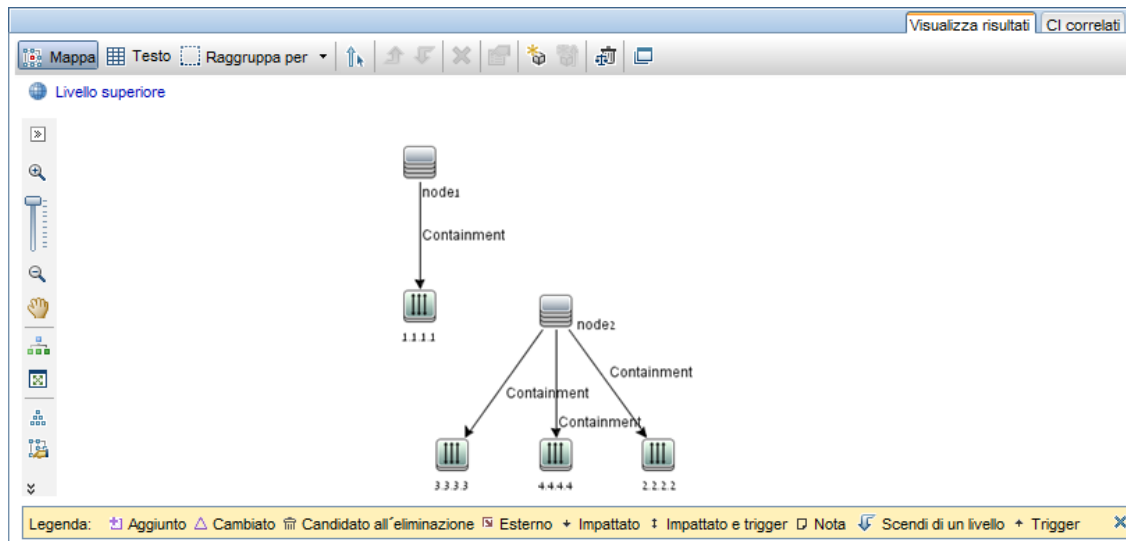 Visualizza risultati CI correlati
Mappa Testo Raggruppa per
Livello superiore
node1
Containment
1.1.1.1
node2
Containment
Containment
Containment
3.3.3.3 4.4.4.4 2.2.2.2
Legenda: Aggiunto Cambiato Candidato all´eliminazione Esterno Impattato Impattato e trigger Nota Scendi di un livello Trigger